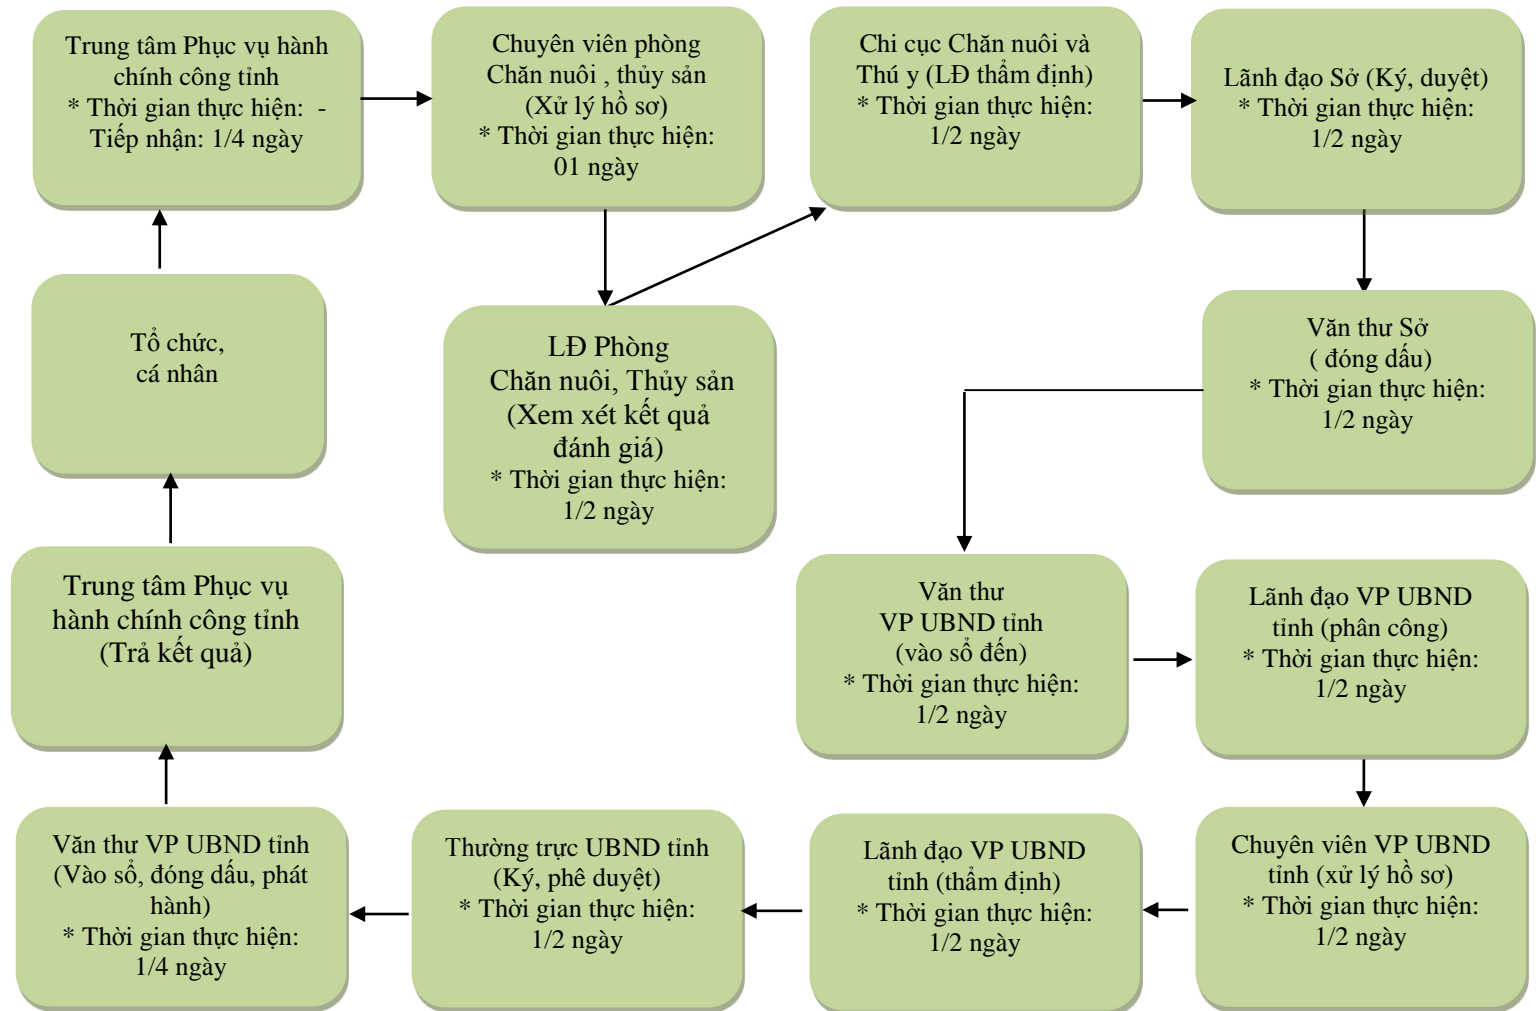 Trung tâm Phục vụ hành
chính công tỉnh
* Thời gian thực hiện:  -
Tiếp nhận: 1/4 ngày
Chuyên viên phòng
Chăn nuôi , thủy sản
(Xử lý hồ sơ)
* Thời gian thực hiện:
01 ngày
Chi cục Chăn nuôi và
Thú y (LĐ thẩm định)
* Thời gian thực hiện:
1/2 ngày
Lãnh đạo Sở (Ký, duyệt)
* Thời gian thực hiện:
1/2 ngày
Tổ chức,
cá nhân
LĐ Phòng
Chăn nuôi, Thủy sản
(Xem xét kết quả
đánh giá)
* Thời gian thực hiện:
1/2 ngày
Văn thư Sở
( đóng dấu)
* Thời gian thực hiện:
1/2 ngày
Trung tâm Phục vụ
hành chính công tỉnh
(Trả kết quả)
Văn thư
VP UBND tỉnh
(vào sổ đến)
* Thời gian thực hiện:
1/2 ngày
Lãnh đạo VP UBND
tỉnh (phân công)
* Thời gian thực hiện:
1/2 ngày
Văn thư VP UBND tỉnh
(Vào sổ, đóng dấu, phát
hành)
* Thời gian thực hiện:
1/4 ngày
Thường trực UBND tỉnh
(Ký, phê duyệt)
* Thời gian thực hiện:
1/2 ngày
Lãnh đạo VP UBND
tỉnh (thẩm định)
* Thời gian thực hiện:
1/2 ngày
Chuyên viên VP UBND
tỉnh (xử lý hồ sơ)
* Thời gian thực hiện:
1/2 ngày